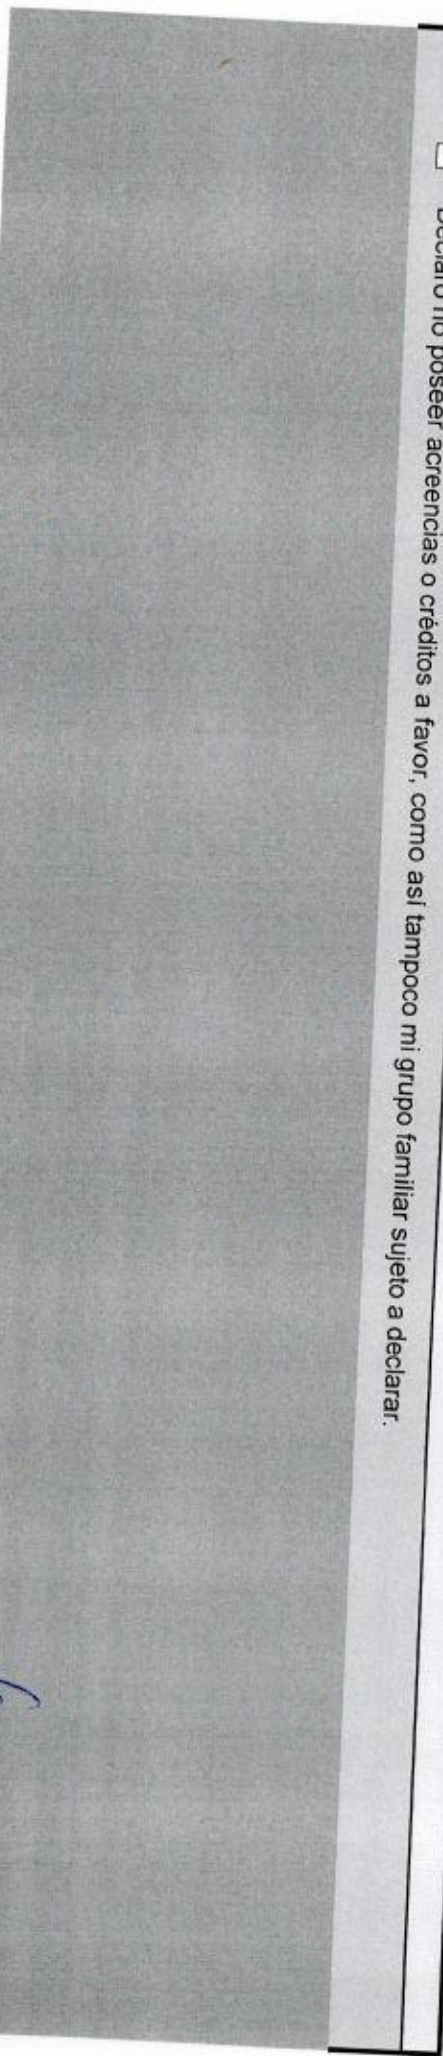 Declaro no poseer acreencias o créditos a favor, como así tampoco mi grupo familiar sujeto a declarar.